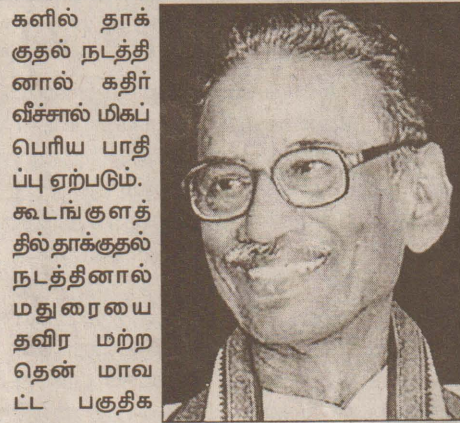 களில் தாக்
குதல் நடத்தி
னால் கதிர்
வீச்சால் மிகப்
பெரிய பாதி
ப்பு ஏற்படும்.
கூடங்குளத்
தில் தாக்குதல்
நடத்தினால்
மதுரையை
தவிர மற்ற
தென் மாவ
ட்ட பகுதிக